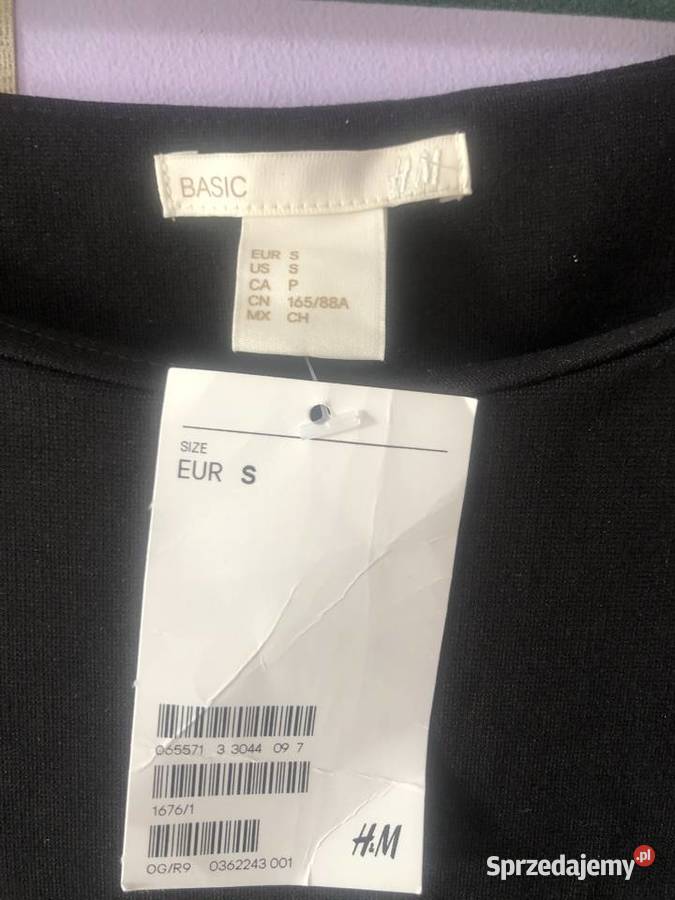 BASIC H&M
EUR S
US S
CA P
CN 165/88A
MX CH
SIZE
EUR S
065571 3 3044 09 7
1676/1
OG/R9 0362243 001
H&M
Sprzedajemy.pl